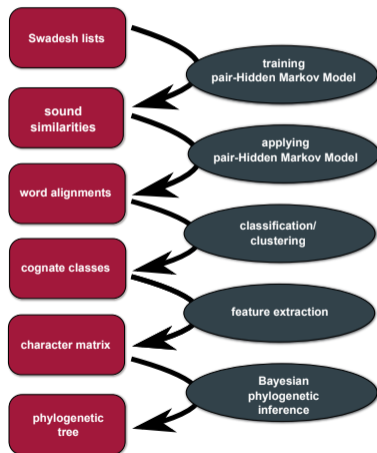 Swadesh lists
training
pair-Hidden Markov Model
sound
similarities
applying
pair-Hidden Markov Model
word alignments
classification/
clustering
cognate classes
feature extraction
character matrix
Bayesian
phylogenetic
inference
phylogenetic
tree